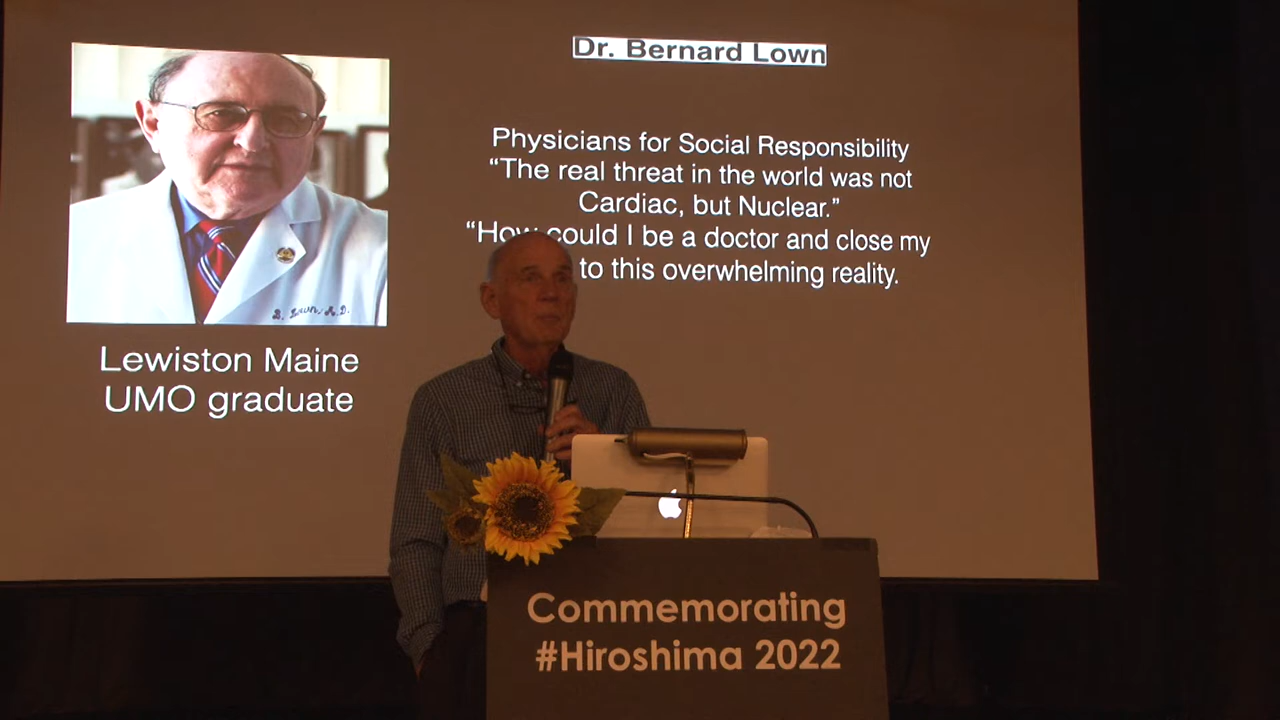 Dr. Bernard Lown
Physicians for Social Responsibility
“The real threat in the world was not
Cardiac, but Nuclear.”
“How could I be a doctor and close my
to this overwhelming reality.
B. Lown, M.D.
Lewiston Maine
UMO graduate
Commemorating
#Hiroshima 2022